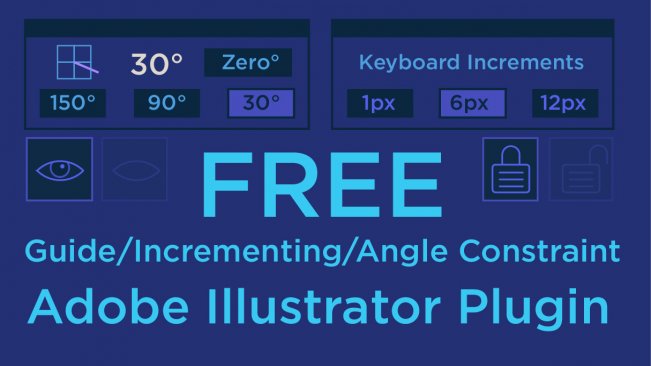 30° Zero°
150° 90° 30°
Keyboard Increments
1px 6px 12px
FREE
Guide/Incrementing/Angle Constraint
Adobe Illustrator Plugin